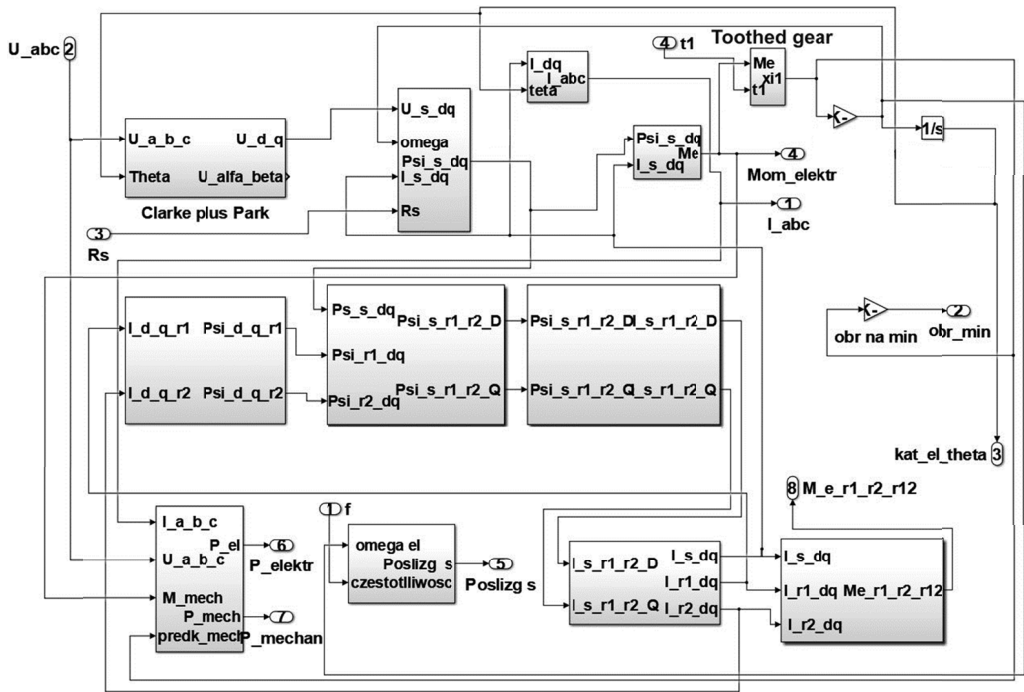 U_abc 2
4 t1
Toothed gear
Me
t1
xi1
I_dq
teta
I_abc
K-
1/s
U_a_b_c
Theta
U_d_q
U_alfa_beta
Clarke plus Park
U_s_dq
omega
Psi_s_dq
I_s_dq
Rs
Psi_s_dq
I_s_dq
Me
4
Mom_elektr
1
I_abc
3
Rs
I_d_q_r1
I_d_q_r2
Psi_d_q_r1
Psi_d_q_r2
Ps_s_dq
Psi_r1_dq
Psi_r2_dq
Psi_s_r1_r2_D
Psi_s_r1_r2_Q
Psi_s_r1_r2_D
Psi_s_r1_r2_Q
I_s_r1_r2_D
I_s_r1_r2_Q
K-
obr na min
2
obr_min
kat_el_theta 3
8 M_e_r1_r2_r12
I_a_b_c
U_a_b_c
M_mech
predk_mech
P_el
P_mech
6
P_elektr
7
P_mechan
1 f
omega el
czestotlliwosc
Poslizg s
5
Poslizg s
I_s_r1_r2_D
I_s_r1_r2_Q
I_s_dq
I_r1_dq
I_r2_dq
I_s_dq
I_r1_dq
I_r2_dq
Me_r1_r2_r12